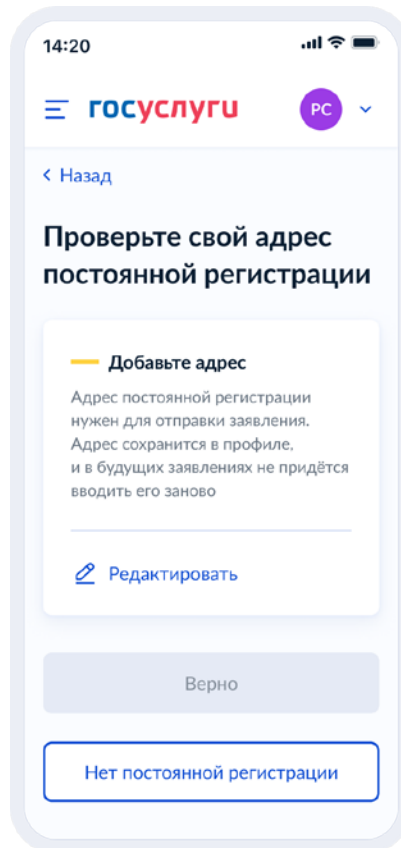 14:20
госуслуги
РС
Назад
Проверьте свой адрес
постоянной регистрации
Добавьте адрес
Адрес постоянной регистрации
нужен для отправки заявления.
Адрес сохранится в профиле,
и в будущих заявлениях не придётся
вводить его заново
Редактировать
Верно
Нет постоянной регистрации